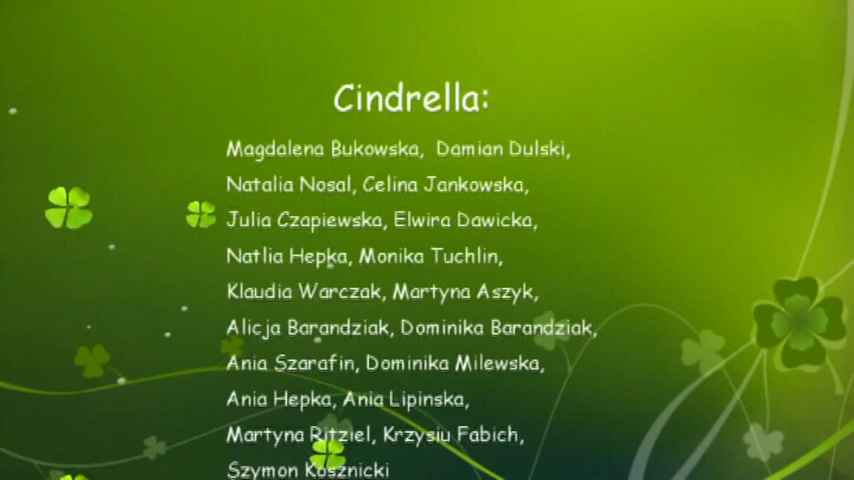 Cindrella:
Magdalena Bukowska, Damian Dulski,
Natalia Nosal, Celina Jankowska,
Julia Czapiewska, Elwira Dawicka,
Natlia Hepka, Monika Tuchlin,
Klaudia Warczak, Martyna Aszyk,
Alicja Barandziak, Dominika Barandziak,
Ania Szarafin, Dominika Milewska,
Ania Hepka, Ania Lipinska,
Martyna Ritziel, Krzysiu Fabich,
Szymon Kosznicki